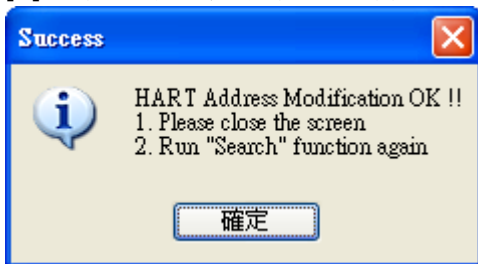 Success
HART Address Modification OK !!
1. Please close the screen
2. Run "Search" function again
確定